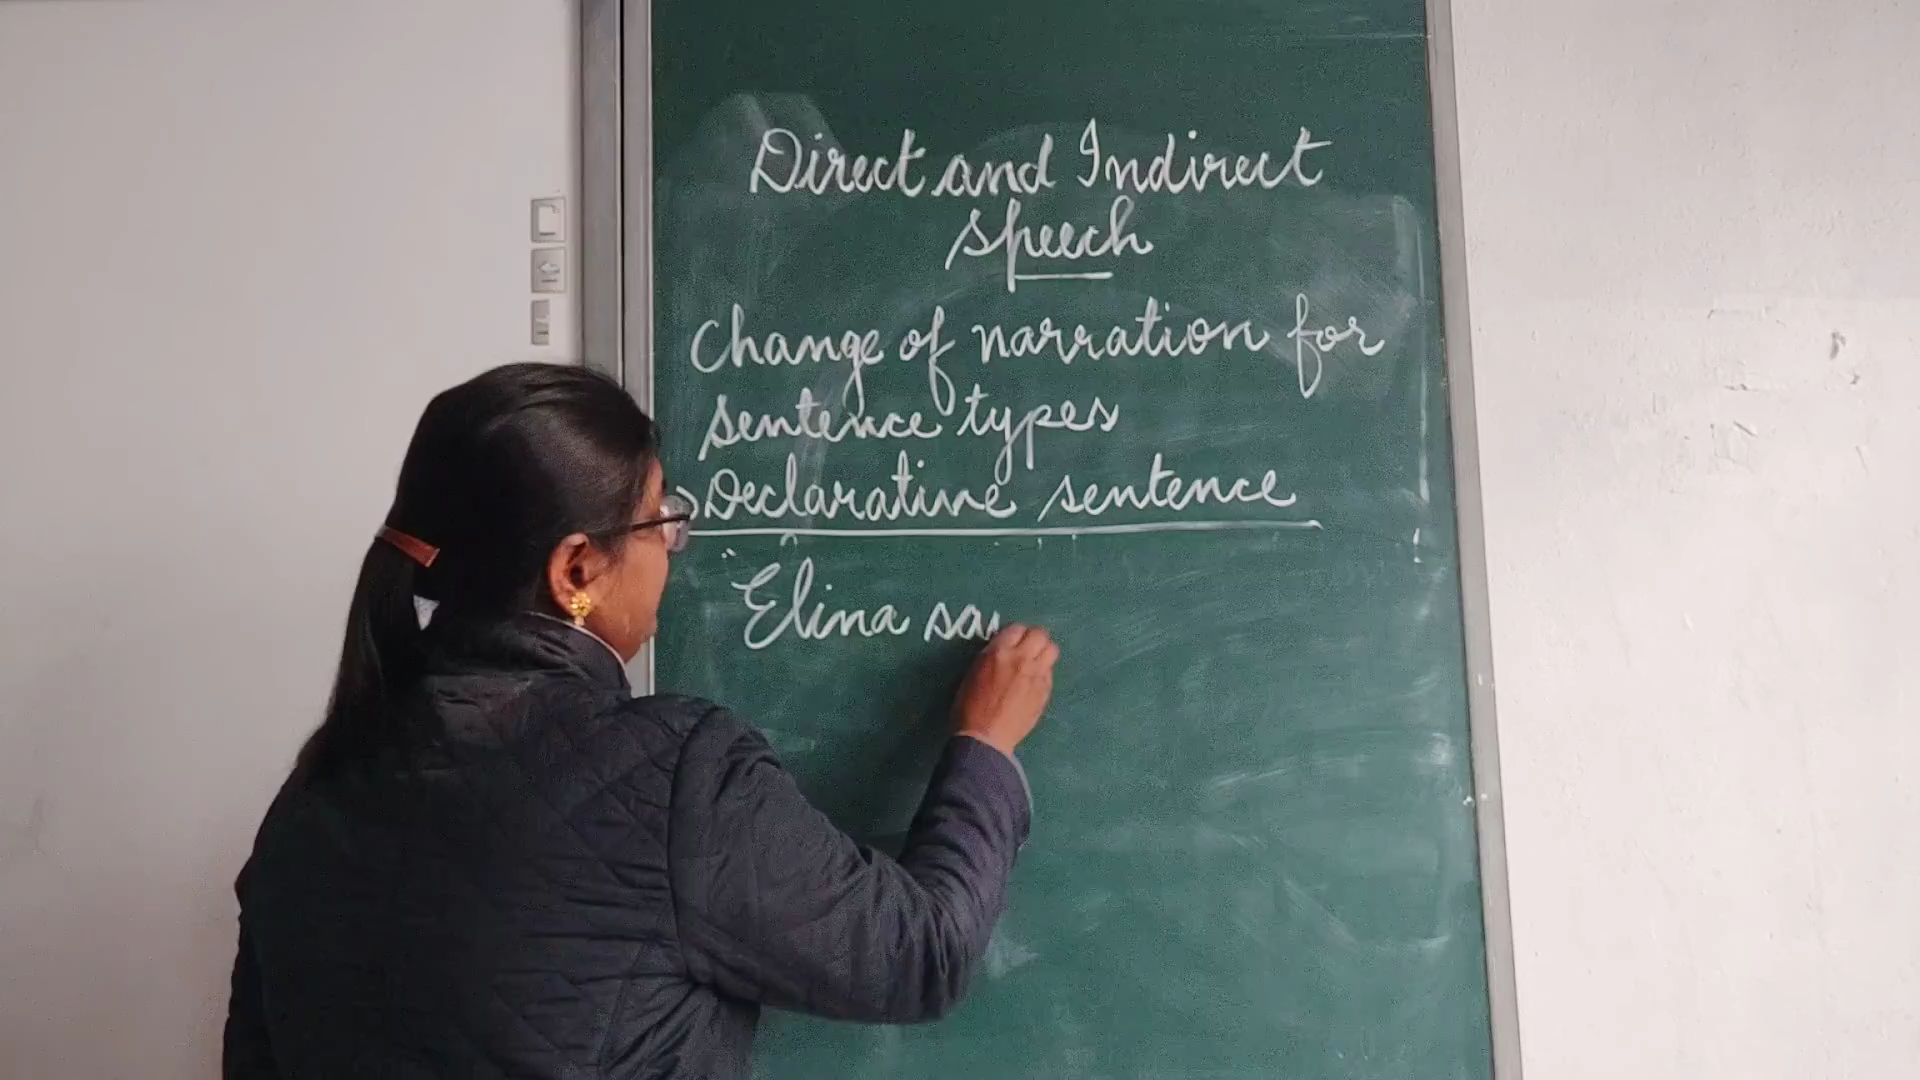 Direct and Indirect
speech
Change of narration for
sentence types
Declarative sentence
"Elina sa